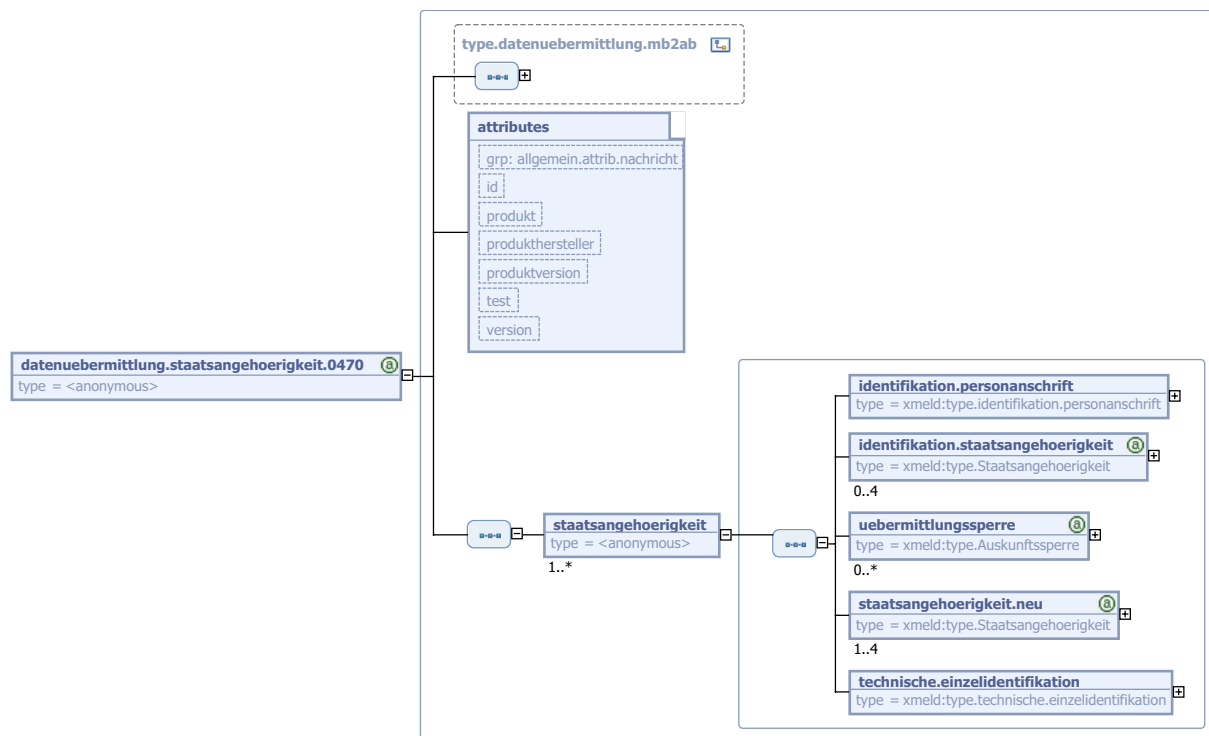 type.datenuebermittlung.mb2ab
attributes
grp: allgemein.attrib.nachricht
id
produkt
produkthersteller
produktversion
test
version
datenuebermittlung.staatsangehoerigkeit.0470 a
type = <anonymous>
staatsangehoerigkeit
type = <anonymous>
1..*
identifikation.personanschrift
type = xmeld:type.identifikation.personanschrift
identifikation.staatsangehoerigkeit a
type = xmeld:type.Staatsangehoerigkeit
0..4
uebermittlungssperre a
type = xmeld:type.Auskunftssperre
0..*
staatsangehoerigkeit.neu a
type = xmeld:type.Staatsangehoerigkeit
1..4
technische.einzelidentifikation
type = xmeld:type.technische.einzelidentifikation